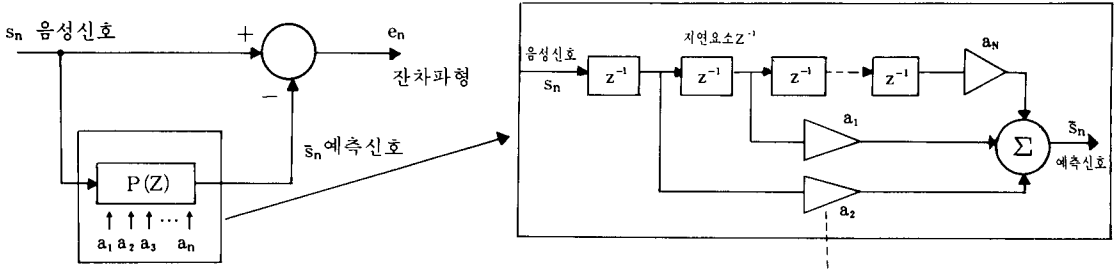 sₙ 음성신호
+
eₙ
잔차파형
−
s̄ₙ 예측신호
P(Z)
a₁ a₂ a₃ ⋯ aₙ
음성신호
sₙ
지연요소Z⁻¹
z⁻¹
z⁻¹
z⁻¹
z⁻¹
a_N
a₁
a₂
Σ
s̄ₙ
예측신호